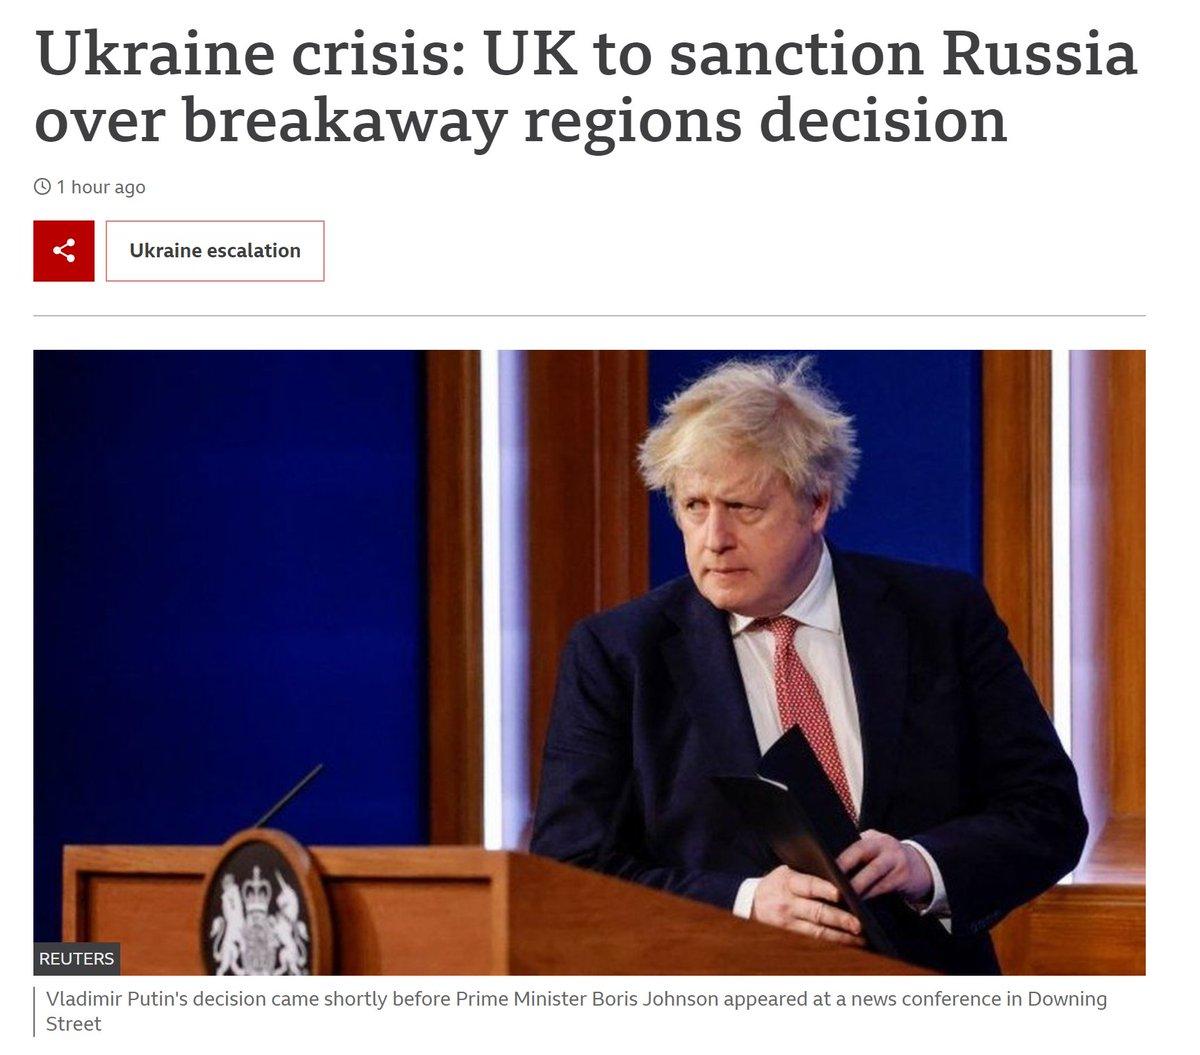 Ukraine crisis: UK to sanction Russia
over breakaway regions decision
1 hour ago
Ukraine escalation
REUTERS
Vladimir Putin's decision came shortly before Prime Minister Boris Johnson appeared at a news conference in Downing
Street